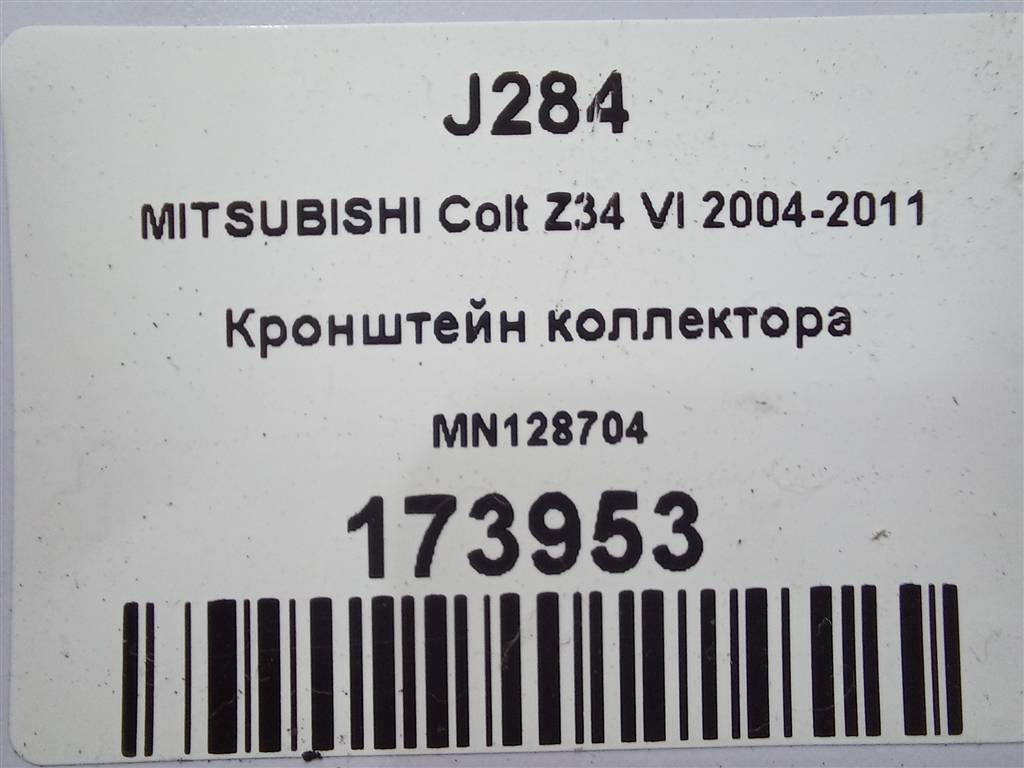 J284
MITSUBISHI Colt Z34 VI 2004-2011
Кронштейн коллектора
MN128704
173953